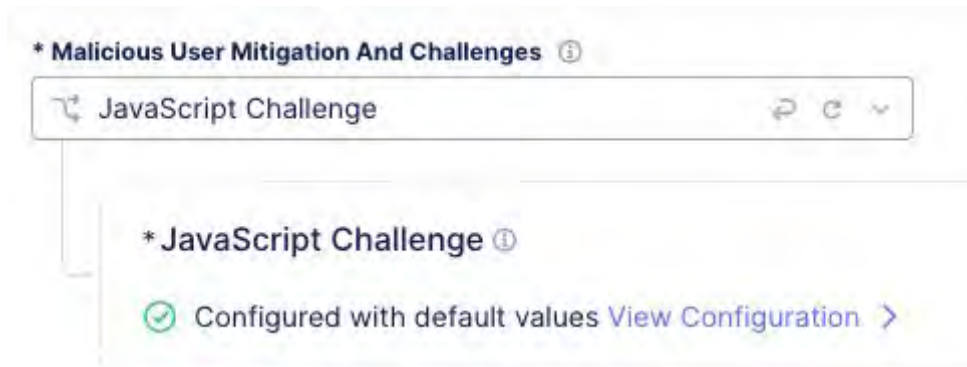 * Malicious User Mitigation And Challenges
JavaScript Challenge
* JavaScript Challenge
Configured with default values View Configuration